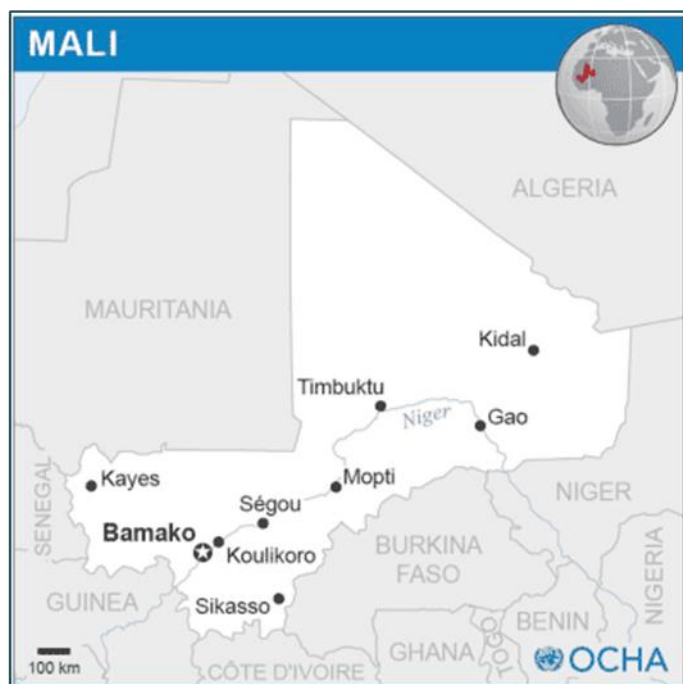 MALI
ALGERIA
MAURITANIA
Kidal
Timbuktu
Niger
Gao
Kayes
Mopti
SENEGAL
Ségou
NIGER
Bamako
Koulikoro
BURKINA
FASO
NIGERIA
GUINEA
Sikasso
BENIN
GHANA
TOGO
100 km
CÔTE D'IVOIRE
OCHA